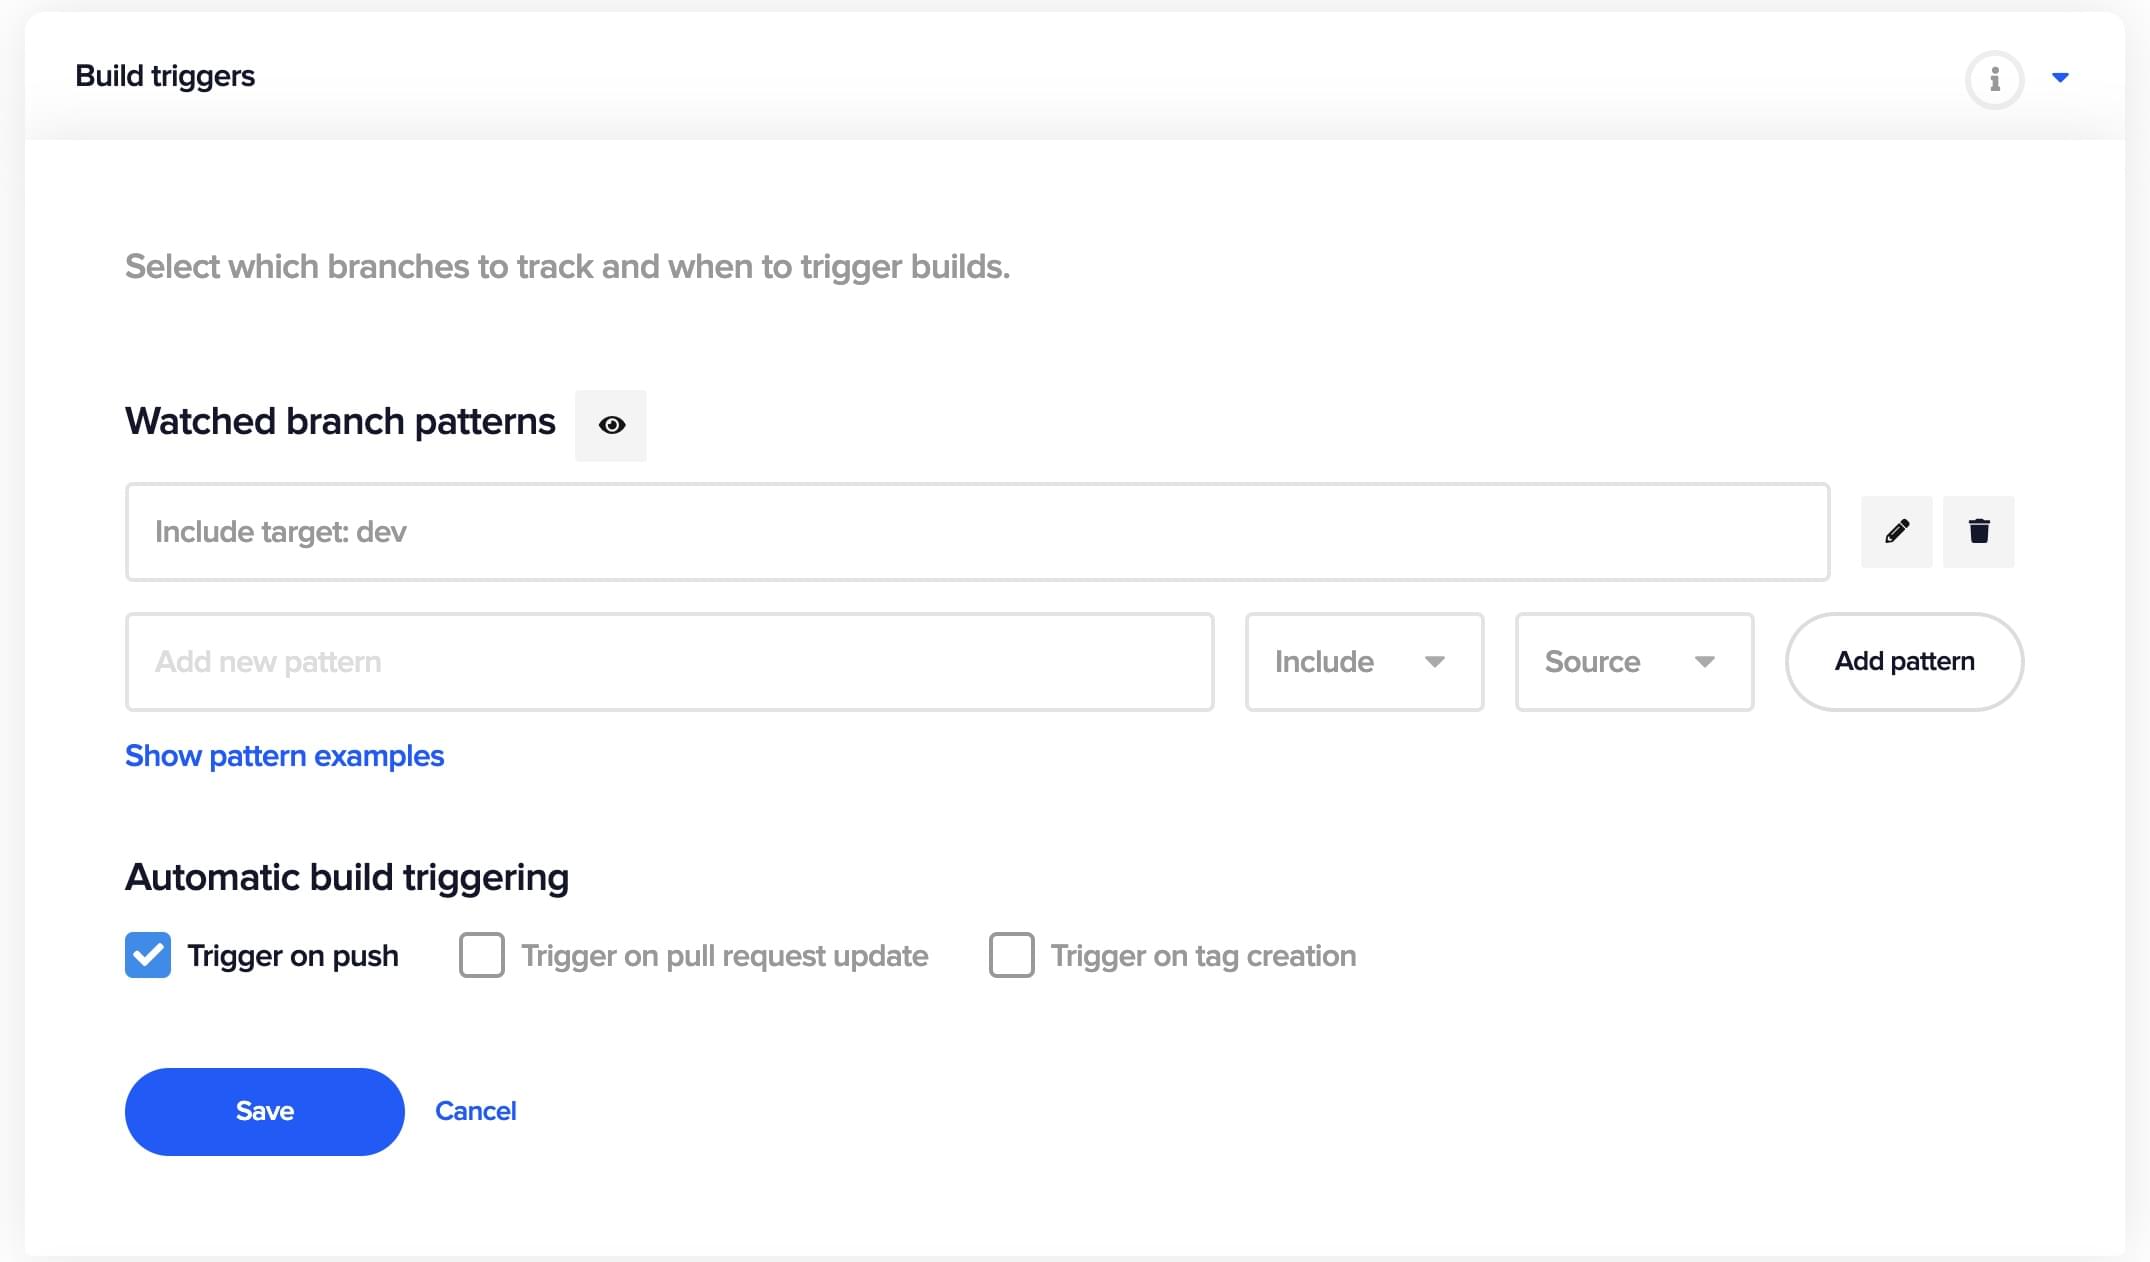 Build triggers
Select which branches to track and when to trigger builds.
Watched branch patterns
Include target: dev
Add new pattern
Include
Source
Add pattern
Show pattern examples
Automatic build triggering
Trigger on push
Trigger on pull request update
Trigger on tag creation
Save
Cancel